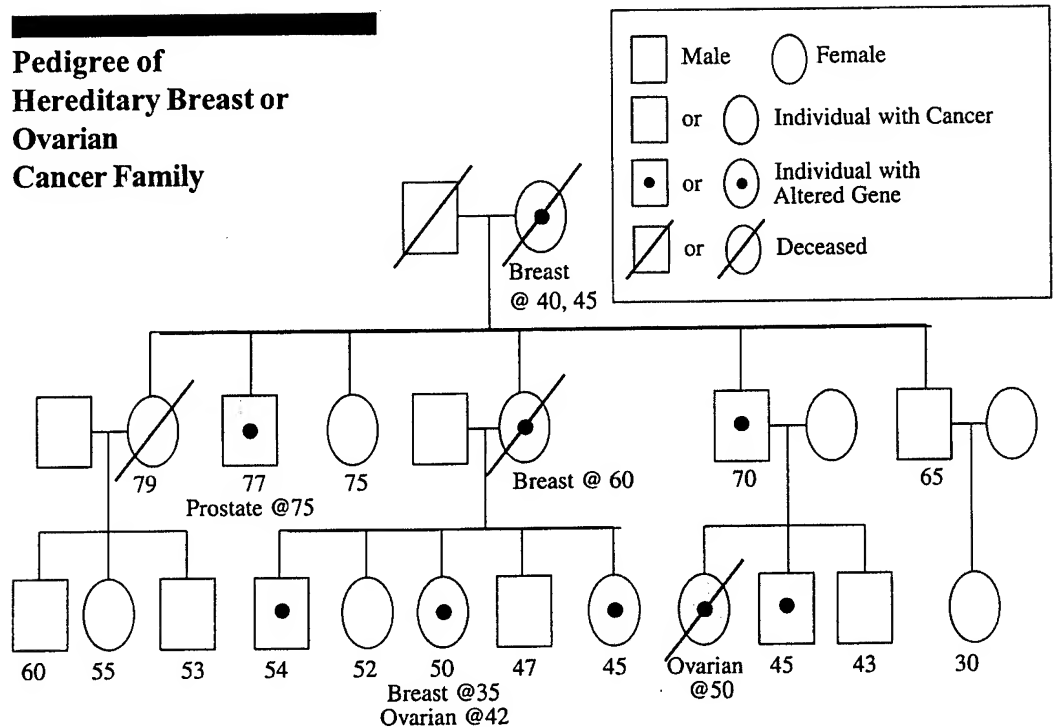 Pedigree of
Hereditary Breast or
Ovarian
Cancer Family
Male Female
or Individual with Cancer
or Individual with
Altered Gene
or Deceased
Breast
@ 40, 45
79 77 75 Breast @ 60 70 65
Prostate @75
60 55 53 54 52 50 47 45 Ovarian 45 43 30
Breast @35 @50
Ovarian @42